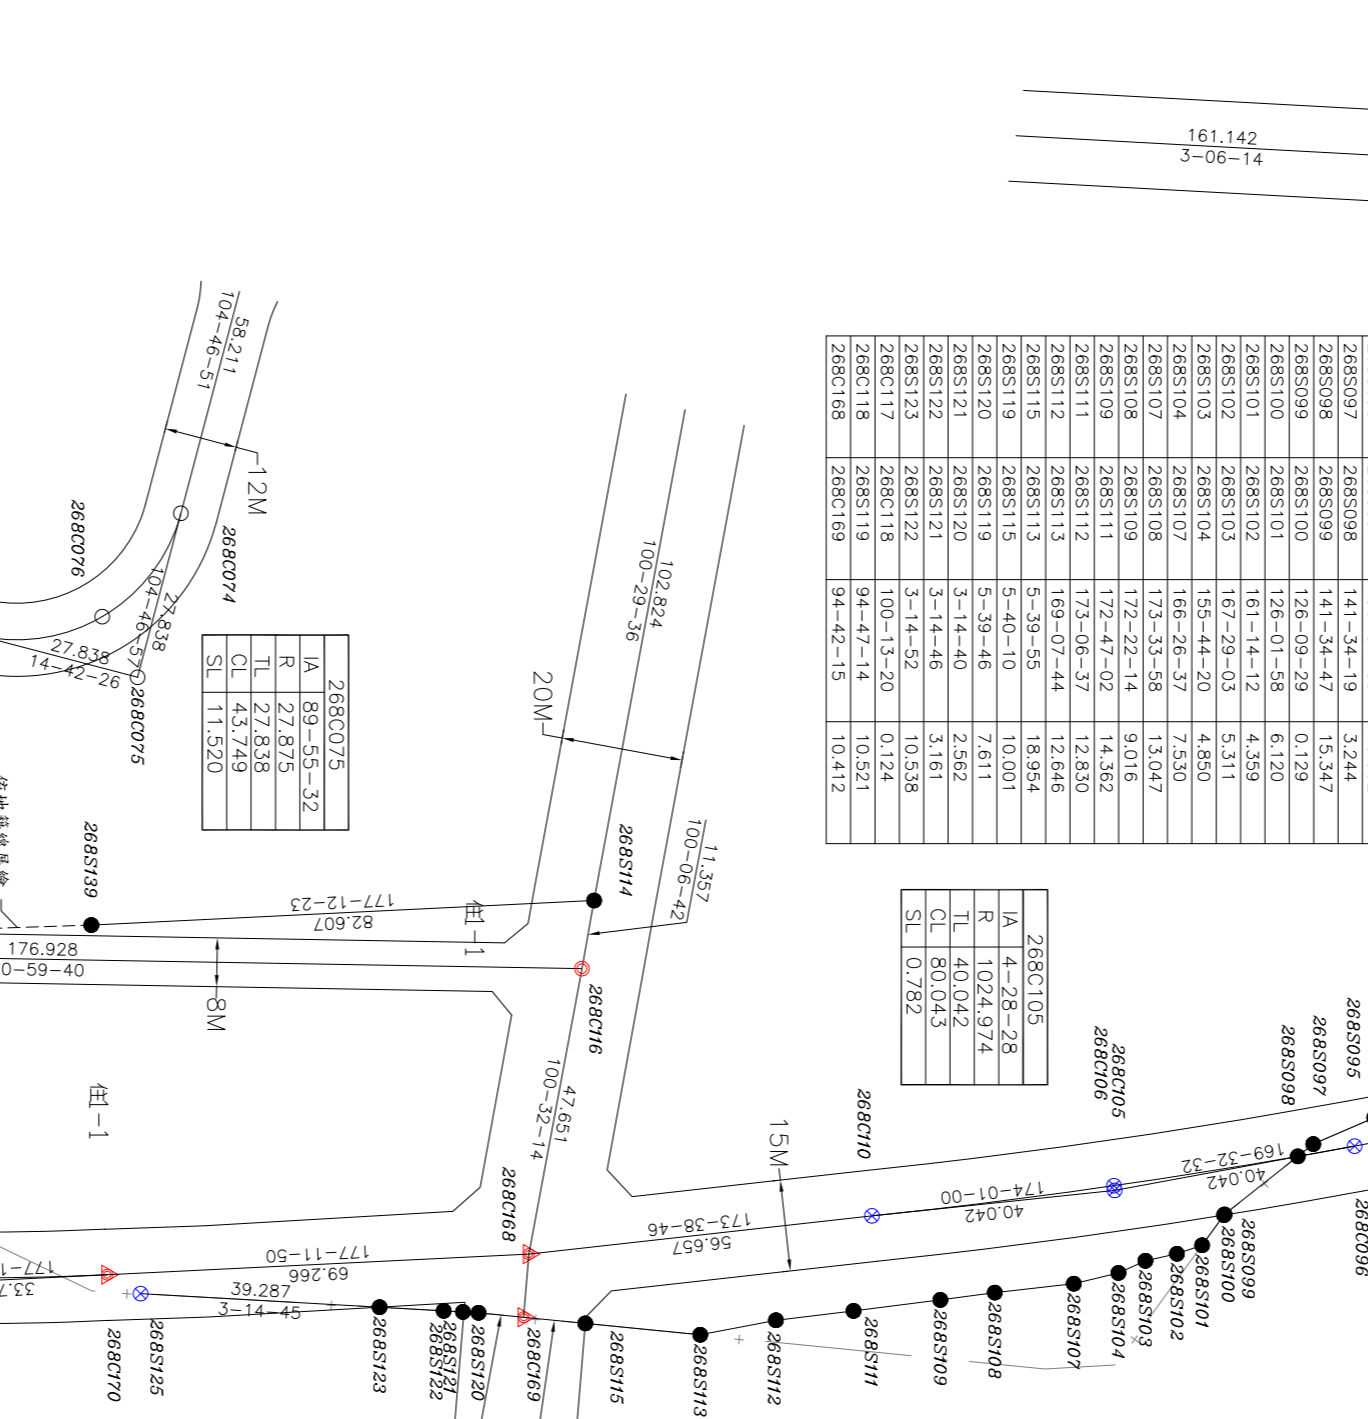 161.142
3-06-14
268S097 268S098 141-34-19 3.244
268S098 268S099 141-34-47 15.347
268S099 268S100 126-09-29 0.129
268S100 268S101 126-01-58 6.120
268S101 268S102 161-14-12 4.359
268S102 268S103 167-29-03 5.311
268S103 268S104 155-44-20 4.850
268S104 268S107 166-26-37 7.530
268S107 268S108 173-33-58 13.047
268S108 268S109 172-22-14 9.016
268S109 268S111 172-47-02 14.362
268S111 268S112 173-06-37 12.830
268S112 268S113 169-07-44 12.646
268S115 268S113 5-39-55 18.954
268S119 268S115 5-40-10 10.001
268S120 268S119 5-39-46 7.611
268S121 268S120 3-14-40 2.562
268S122 268S121 3-14-46 3.161
268S123 268S122 3-14-52 10.538
268C117 268C118 100-13-20 0.124
268C118 268S119 94-47-14 10.521
268C168 268C169 94-42-15 10.412
58.211
104-46-51
12M
268C076
268C074
27.838
104-46-57
27.838
14-42-26
268C075
268C075
IA 89-55-32
R 27.875
TL 27.838
CL 43.749
SL 11.520
102.824
100-29-36
20M
11.357
100-06-42
268S114
268S139
177-12-23
82.607
住1-1
176.928
0-59-40
8M
268C116
268C105
IA 4-28-28
R 1024.974
TL 40.042
CL 80.043
SL 0.782
47.651
100-32-14
住1-1
15M
268C110
268C105
268C106
268S098
268S097
268S095
169-32-32
40.042
174-01-00
40.042
173-38-46
56.657
268C168
177-11-50
69.266
177-1
33.7
39.287
3-14-45
268C170
268S125
268S123
268S122
268S121
268S120
268C169
268S115
268S113
268S112
268S111
268S109
268S108
268S107
268S104
268S103
268S102
268S101
268S100
268S099
268C096